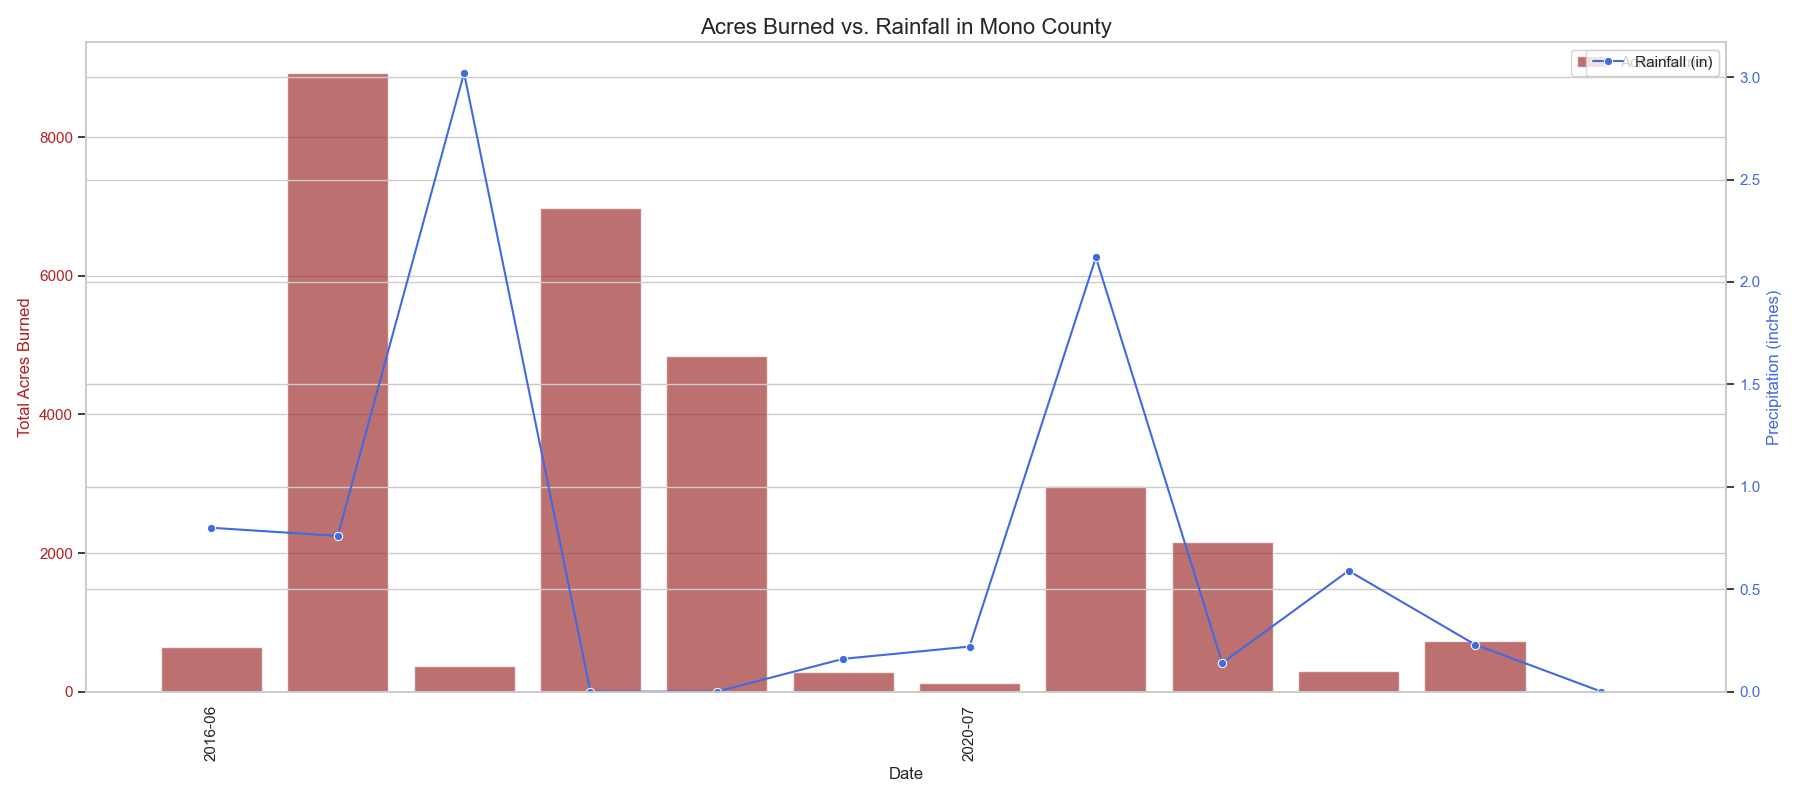 Acres Burned vs. Rainfall in Mono County
Rainfall (in)
8000
6000
4000
2000
0
Total Acres Burned
3.0
2.5
2.0
1.5
1.0
0.5
0.0
Precipitation (inches)
2016-06
2020-07
Date